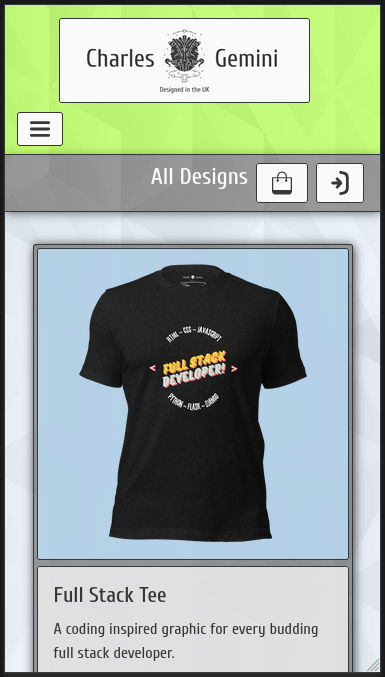 Charles Gemini
Designed in the UK
All Designs
HTML ~ CSS ~ JAVASCRIPT
< FULL STACK >
DEVELOPER!
PYTHON ~ FLASK ~ DJANGO
Full Stack Tee
A coding inspired graphic for every budding
full stack developer.